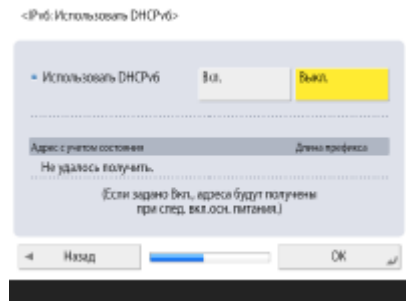 <IPv6: Использовать DHCPv6>
Использовать DHCPv6
Вкл.
Выкл.
Адрес с учетом состояния
Длина префикса
Не удалось получить.
(Если задано Вкл., адреса будут получены
при след. вкл.осн. питания.)
Назад
OK